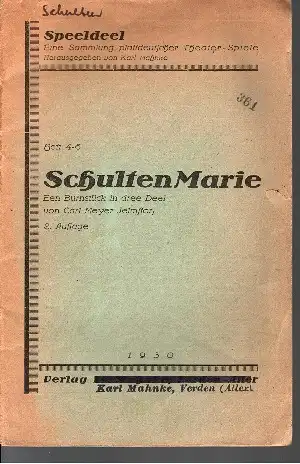 Schulten
Speeldeel
Eine Sammlung plattdeutscher Theater-Spiele
Herausgegeben von Karl Mahnke
361
Heft 4-5
Schulten Marie
Een Burnstück in dree Deel
von Carl Meyer Jelmstorf
2. Auflage
1930
Verlag
Karl Mahnke, Verden (Aller)